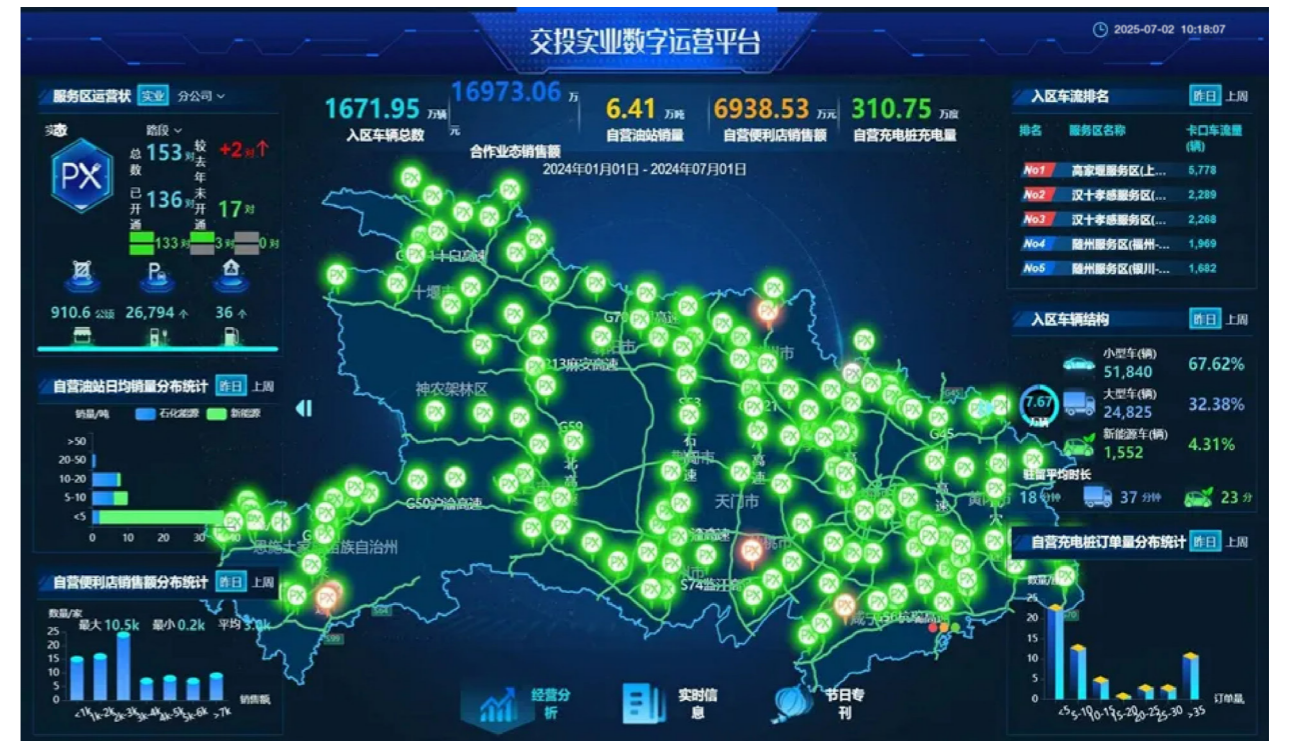 交投实业数字运营平台
2025-07-02 10:18:07
服务区运营状
实业
分公司
态
路段
PX
总数
153 对
较去年
+2 对
已开通
136 对
未开通
17 对
133 对
3 对
0 对
910.6 公顷
26,794 个
36 个
1671.95 万辆
入区车辆总数
16973.06 万元
合作业态销售额
6.41 万吨
自营油站销量
6938.53 万元
自营便利店销售额
310.75 万度
自营充电桩充电量
2024年01月01日 - 2024年07月01日
自营油站日均销量分布统计
昨日
上周
销量/吨
石化能源
新能源
>50
20-50
10-20
5-10
<5
0
10
20
30
40
自营便利店销售额分布统计
昨日
上周
数量/家
最大 10.5k
最小 0.2k
平均 3.0k
25
20
15
10
5
0
<1k
1k-2k
2k-3k
3k-4k
4k-5k
5k-6k
>7k
销售额
十堰市
神农架林区
天门市
G50沪渝高速
G59
G45
S53
S74监江高
入区车流排名
昨日
上周
排名
服务区名称
卡口车流量(辆)
No1
高家堰服务区(上...
5,778
No2
汉十孝感服务区(...
2,289
No3
汉十孝感服务区(...
2,268
No4
随州服务区(福州-...
1,969
No5
随州服务区(银川-...
1,682
入区车辆结构
昨日
上周
7.67
万辆
小型车(辆)
51,840
67.62%
大型车(辆)
24,825
32.38%
新能源车(辆)
1,552
4.31%
驻留平均时长
18 分钟
37 分钟
23 分
自营充电桩订单量分布统计
昨日
上周
25
20
15
10
5
0
<5
5-10
10-15
15-20
20-25
25-30
>35
订单量
经营分析
实时信息
节日专刊